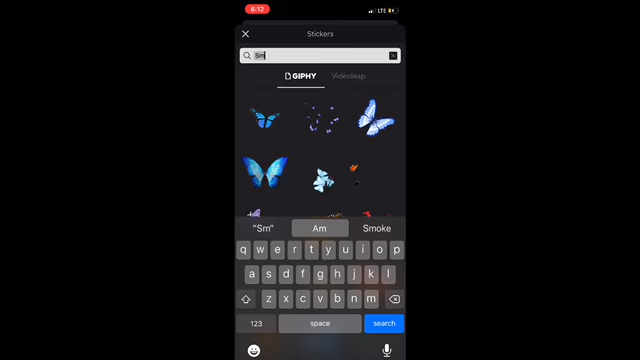 6:12 LTE
Stickers
Sm
GIPHY Videoleap
"Sm" Am Smoke
q w e r t y u i o p
a s d f g h j k l
z x c v b n m
123 space search